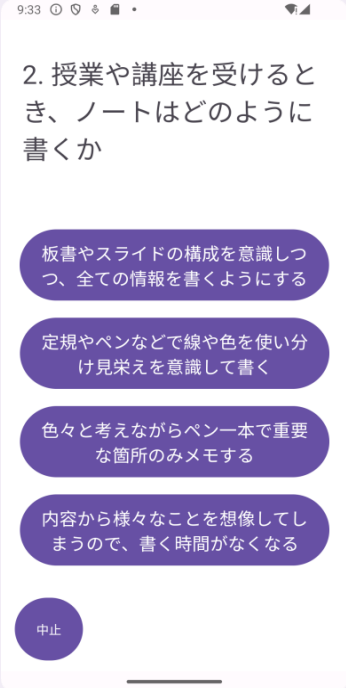 9:33
2. 授業や講座を受けると
き、ノートはどのように
書くか
板書やスライドの構成を意識しつ
つ、全ての情報を書くようにする
定規やペンなどで線や色を使い分
け見栄えを意識して書く
色々と考えながらペン一本で重要
な箇所のみメモする
内容から様々なことを想像してし
まうので、書く時間がなくなる
中止